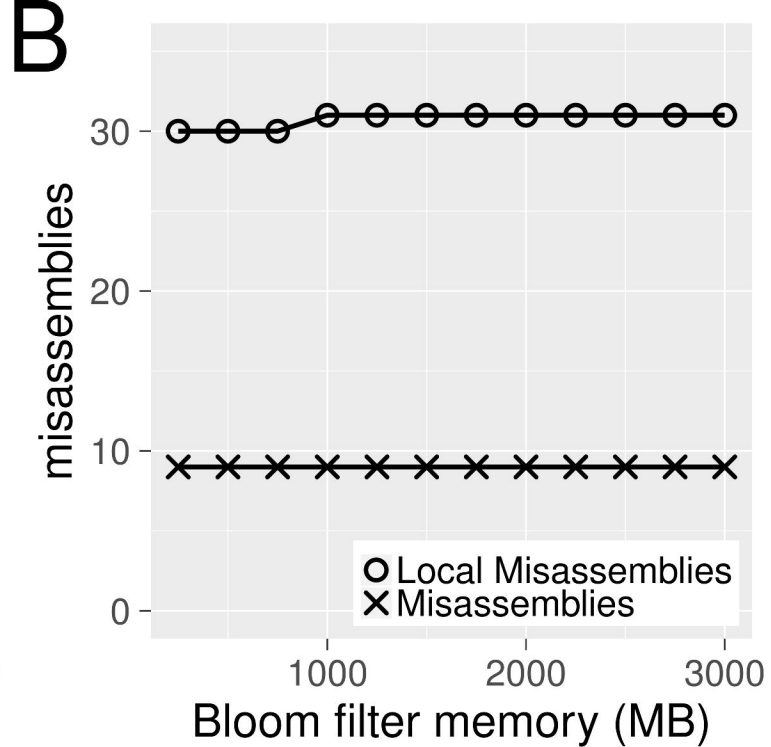 B
misassemblies
30
20
10
0
Local Misassemblies
Misassemblies
1000 2000 3000
Bloom filter memory (MB)